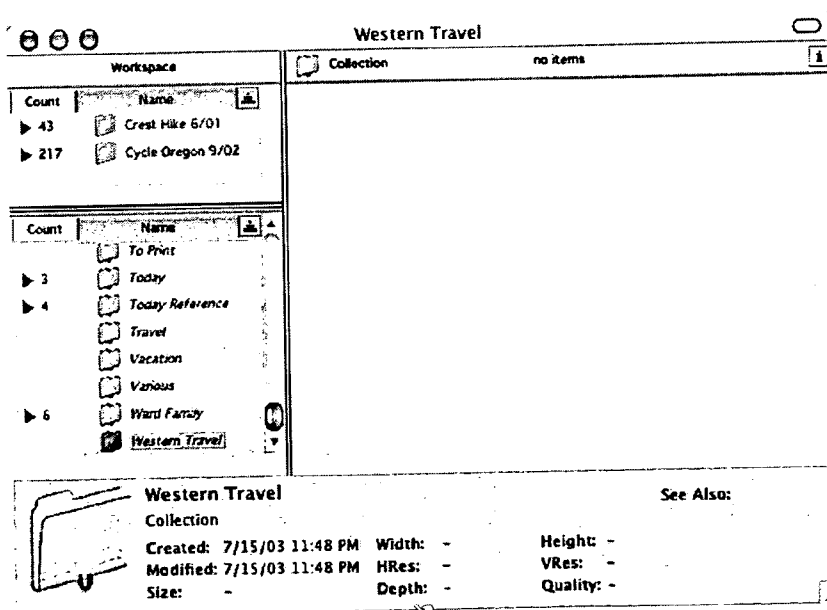 Western Travel
Workspace
Collection no items
Count Name
43 Crest Hike 6/01
217 Cycle Oregon 9/02
Count Name
To Print
3 Today
4 Today Reference
Travel
Vacation
Various
6 Ward Family
Western Travel
Western Travel See Also:
Collection
Created: 7/15/03 11:48 PM Width: - Height: -
Modified: 7/15/03 11:48 PM HRes: - VRes: -
Size: - Depth: - Quality: -